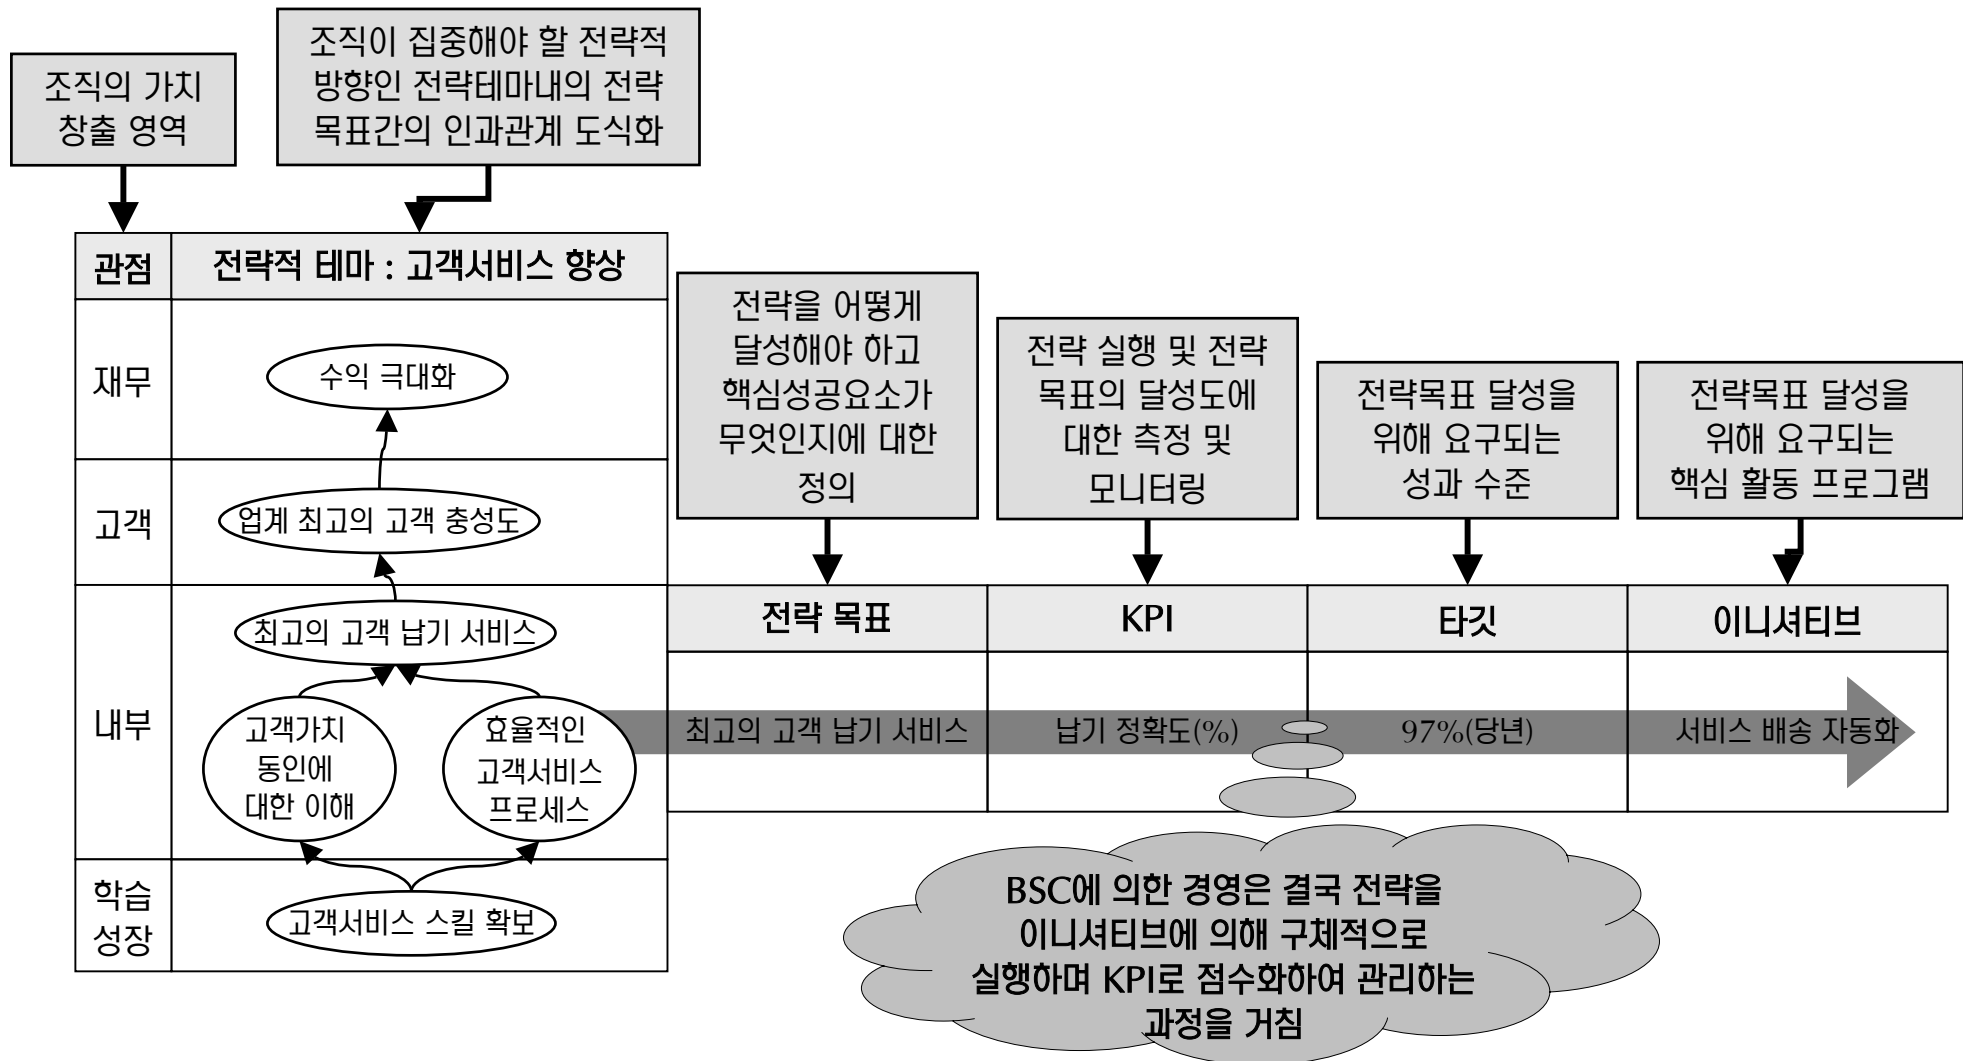 조직의 가치
창출 영역
조직이 집중해야 할 전략적
방향인 전략테마내의 전략
목표간의 인과관계 도식화
관점
전략적 테마 : 고객서비스 향상
재무
수익 극대화
고객
업계 최고의 고객 충성도
내부
최고의 고객 납기 서비스
고객가치
동인에
대한 이해
효율적인
고객서비스
프로세스
학습
성장
고객서비스 스킬 확보
전략을 어떻게
달성해야 하고
핵심성공요소가
무엇인지에 대한
정의
전략 실행 및 전략
목표의 달성도에
대한 측정 및
모니터링
전략목표 달성을
위해 요구되는
성과 수준
전략목표 달성을
위해 요구되는
핵심 활동 프로그램
전략 목표
KPI
타깃
이니셔티브
최고의 고객 납기 서비스
납기 정확도(%)
97%(당년)
서비스 배송 자동화
BSC에 의한 경영은 결국 전략을
이니셔티브에 의해 구체적으로
실행하며 KPI로 점수화하여 관리하는
과정을 거침